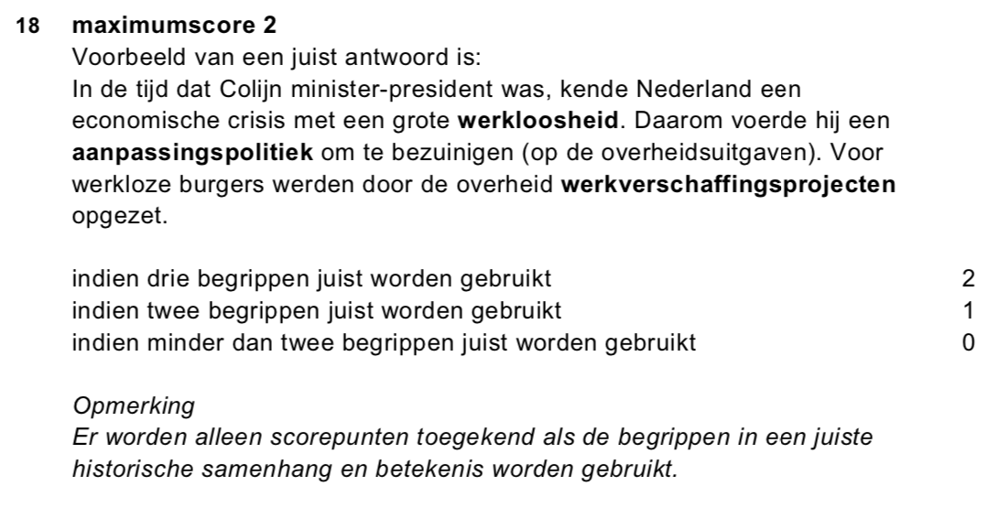 18 maximumscore 2
Voorbeeld van een juist antwoord is:
In de tijd dat Colijn minister-president was, kende Nederland een
economische crisis met een grote werkloosheid. Daarom voerde hij een
aanpassingspolitiek om te bezuinigen (op de overheidsuitgaven). Voor
werkloze burgers werden door de overheid werkverschaffingsprojecten
opgezet.
indien drie begrippen juist worden gebruikt 2
indien twee begrippen juist worden gebruikt 1
indien minder dan twee begrippen juist worden gebruikt 0
Opmerking
Er worden alleen scorepunten toegekend als de begrippen in een juiste
historische samenhang en betekenis worden gebruikt.